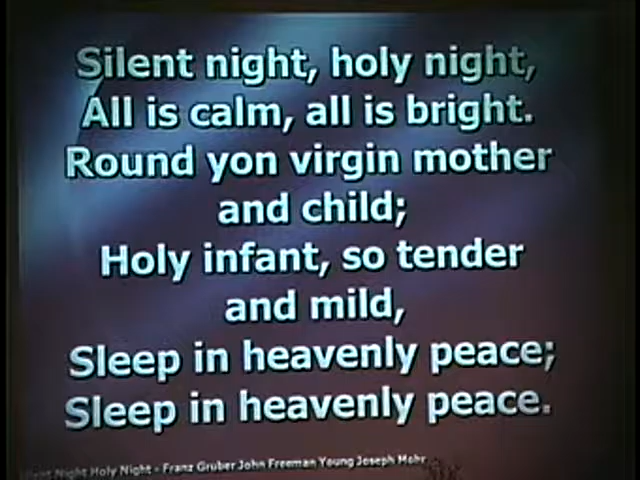 Silent night, holy night,
All is calm, all is bright.
Round yon virgin mother
and child;
Holy infant, so tender
and mild,
Sleep in heavenly peace;
Sleep in heavenly peace.
Silent Night Holy Night - Franz Gruber John Freeman Young Joseph Mohr